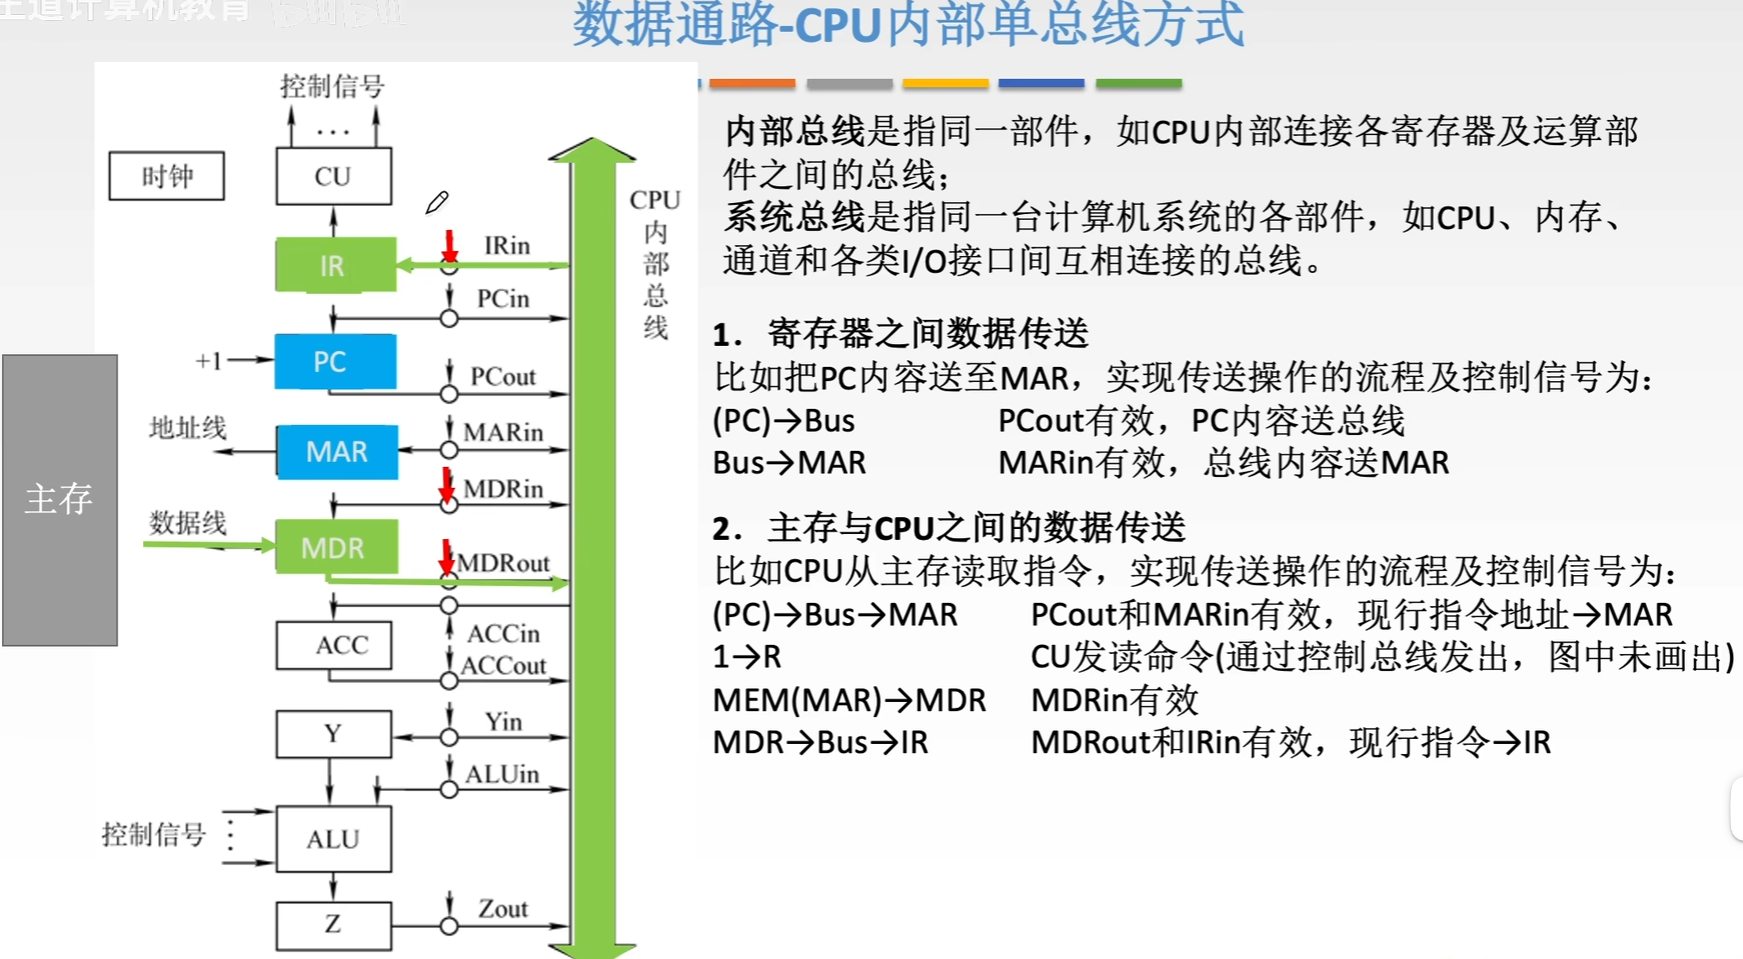 王道计算机教育 bilibili
数据通路-CPU内部单总线方式
控制信号
...
时钟
CU
IR
IRin
PCin
+1
PC
PCout
地址线
MAR
MARin
MDRin
主存
数据线
MDR
MDRout
ACC
ACCin
ACCout
Y
Yin
ALUin
控制信号
ALU
Z
Zout
CPU
内
部
总
线
内部总线是指同一部件，如CPU内部连接各寄存器及运算部
件之间的总线；
系统总线是指同一台计算机系统的各部件，如CPU、内存、
通道和各类I/O接口间互相连接的总线。
1．寄存器之间数据传送
比如把PC内容送至MAR，实现传送操作的流程及控制信号为：
(PC)→Bus PCout有效，PC内容送总线
Bus→MAR MARin有效，总线内容送MAR
2．主存与CPU之间的数据传送
比如CPU从主存读取指令，实现传送操作的流程及控制信号为：
(PC)→Bus→MAR PCout和MARin有效，现行指令地址→MAR
1→R CU发读命令(通过控制总线发出，图中未画出)
MEM(MAR)→MDR MDRin有效
MDR→Bus→IR MDRout和IRin有效，现行指令→IR